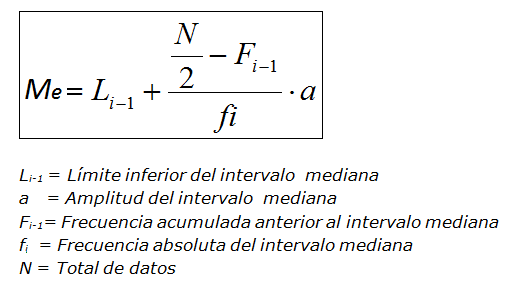 Me = L_{i-1} + \frac{\frac{N}{2} - F_{i-1}}{fi} \cdot a
L_{i-1} = Límite inferior del intervalo mediana
a = Amplitud del intervalo mediana
F_{i-1}= Frecuencia acumulada anterior al intervalo mediana
f_i = Frecuencia absoluta del intervalo mediana
N = Total de datos